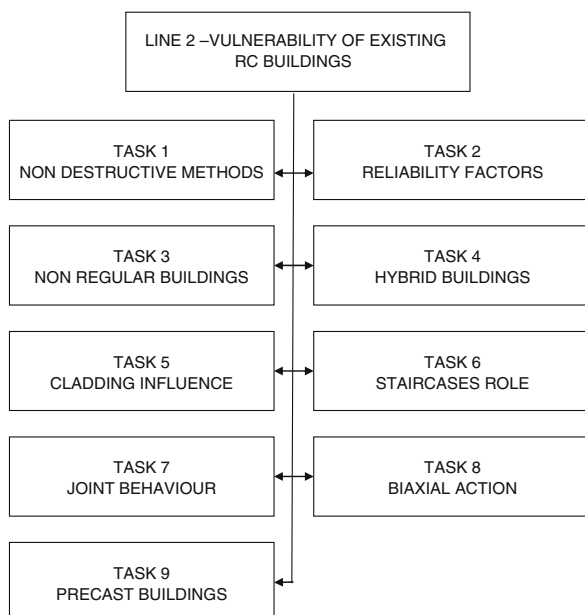 LINE 2 –VULNERABILITY OF EXISTING
RC BUILDINGS
TASK 1
NON DESTRUCTIVE METHODS
TASK 2
RELIABILITY FACTORS
TASK 3
NON REGULAR BUILDINGS
TASK 4
HYBRID BUILDINGS
TASK 5
CLADDING INFLUENCE
TASK 6
STAIRCASES ROLE
TASK 7
JOINT BEHAVIOUR
TASK 8
BIAXIAL ACTION
TASK 9
PRECAST BUILDINGS